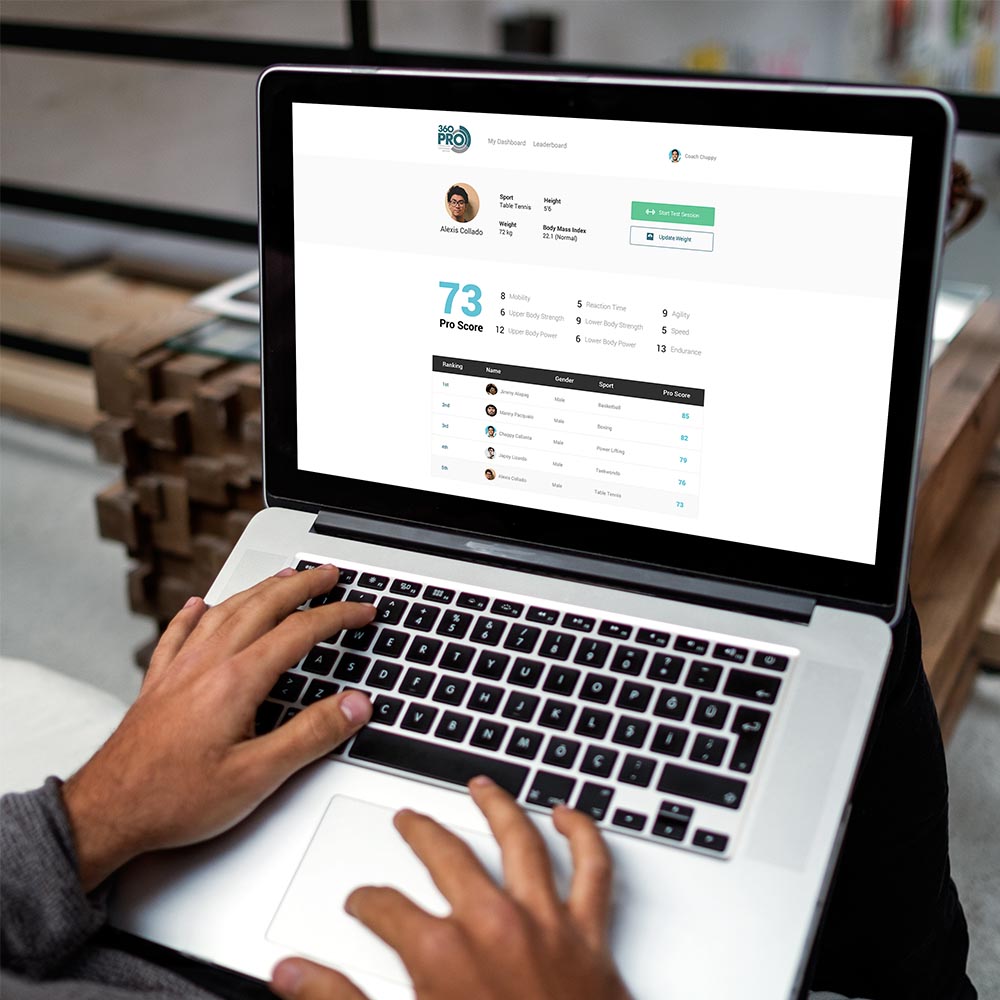 360
PRO
My Dashboard Leaderboard
Coach Chappy
Alexis Collado
Sport
Table Tennis
Height
5'6
Weight
72 kg
Body Mass Index
22.1 (Normal)
Start Test Session
Update Weight
73
Pro Score
8 Mobility
5 Reaction Time
9 Agility
6 Upper Body Strength
9 Lower Body Strength
5 Speed
12 Upper Body Power
6 Lower Body Power
13 Endurance
Ranking Name Gender Sport Pro Score
1st Jimmy Alapag Male Basketball 85
2nd Manny Pacquaio Male Boxing 82
3rd Chappy Callanta Male Power Lifting 79
4th Japoy Lizardo Male Taekwondo 76
5th Alexis Collado Male Table Tennis 73
W E R T Y U I O P Ğ Ü
A S D F G H J K L Ş İ
Z X C V B N M Ö Ç